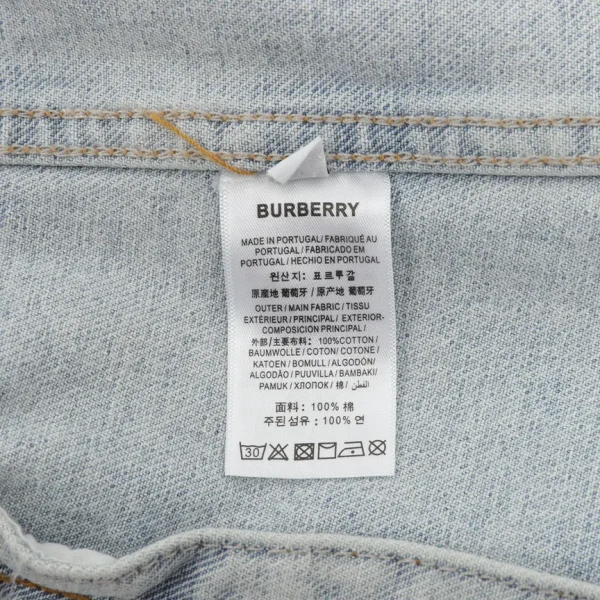 BURBERRY
MADE IN PORTUGAL/FABRIQUÉ AU
PORTUGAL/FABRICADO EM
PORTUGAL/HECHO EN PORTUGAL
원산지: 포르투갈
原産地 葡萄牙/原产地 葡萄牙
OUTER/MAIN FABRIC/TISSU
EXTÉRIEUR/PRINCIPAL/EXTERIOR-
COMPOSITION PRINCIPAL/
外部/主要布料: 100%COTTON/
BAUMWOLLE/COTON/COTONE/
KATOEN/BOMULL/ALGODÓN/
ALGODÃO/PUUVILLA/BAMBAKI/
PAMUK/ХЛОПОК/棉/القطن
面料: 100% 棉
주된섬유: 100% 면
30